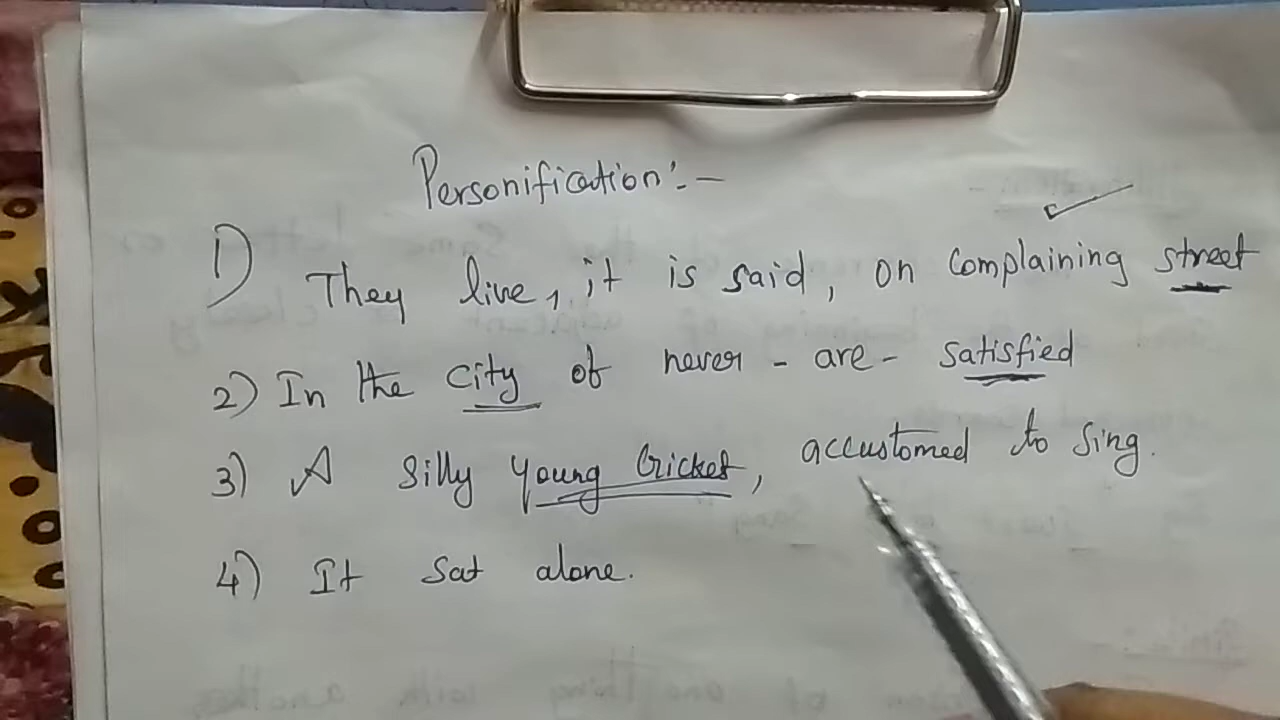 Personification:-
1) They live, it is said, on complaining street
2) In the city of never - are - satisfied
3) A silly young Cricket, accustomed to sing.
4) It sat alone.